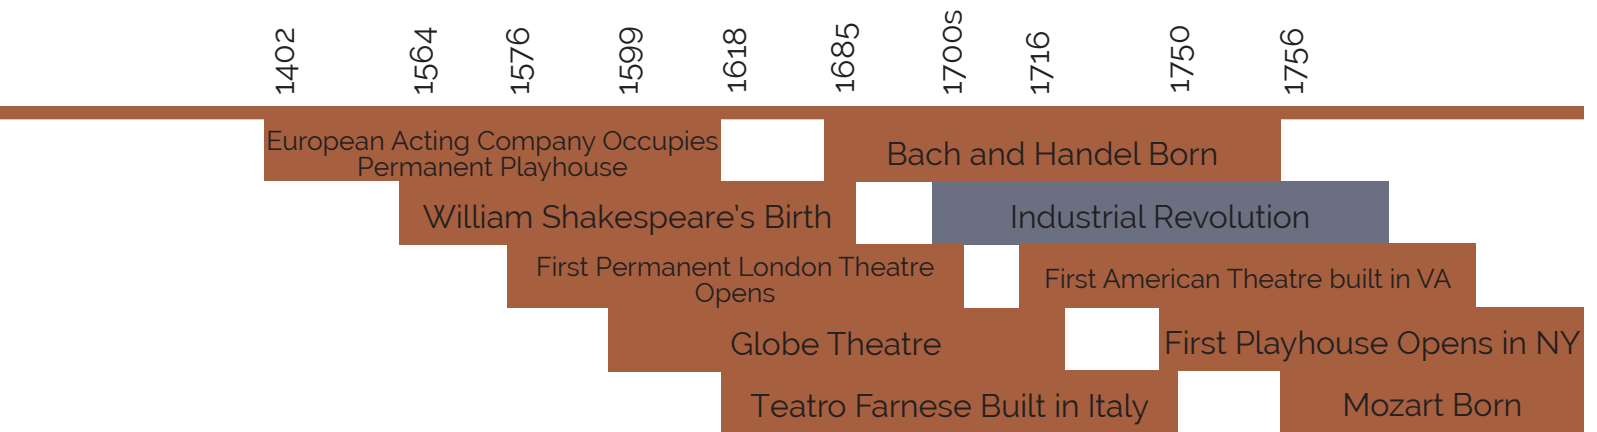 1402
1564
1576
1599
1618
1685
1700s
1716
1750
1756
European Acting Company Occupies
Permanent Playhouse
Bach and Handel Born
William Shakespeare's Birth
Industrial Revolution
First Permanent London Theatre
Opens
First American Theatre built in VA
Globe Theatre
First Playhouse Opens in NY
Teatro Farnese Built in Italy
Mozart Born